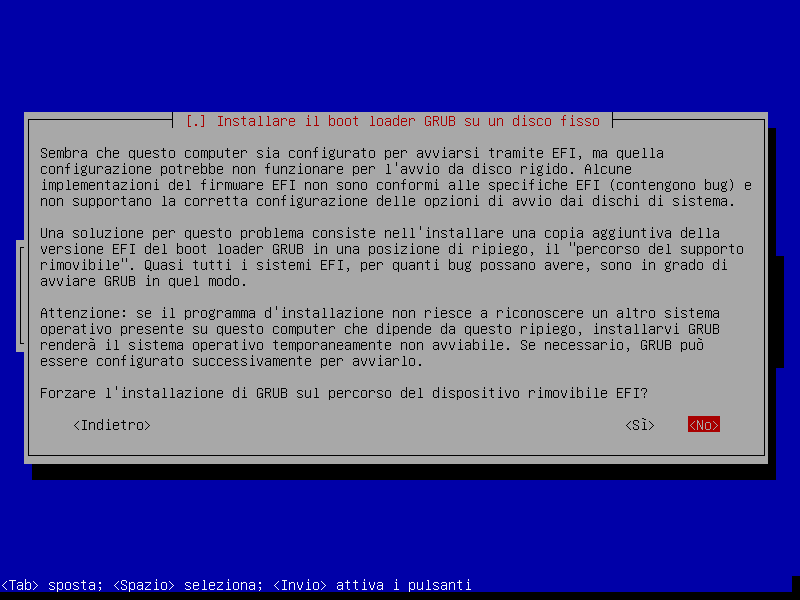 [.] Installare il boot loader GRUB su un disco fisso
Sembra che questo computer sia configurato per avviarsi tramite EFI, ma quella
configurazione potrebbe non funzionare per l'avvio da disco rigido. Alcune
implementazioni del firmware EFI non sono conformi alle specifiche EFI (contengono bug) e
non supportano la corretta configurazione delle opzioni di avvio dai dischi di sistema.
Una soluzione per questo problema consiste nell'installare una copia aggiuntiva della
versione EFI del boot loader GRUB in una posizione di ripiego, il "percorso del supporto
rimovibile". Quasi tutti i sistemi EFI, per quanti bug possano avere, sono in grado di
avviare GRUB in quel modo.
Attenzione: se il programma d'installazione non riesce a riconoscere un altro sistema
operativo presente su questo computer che dipende da questo ripiego, installarvi GRUB
renderà il sistema operativo temporaneamente non avviabile. Se necessario, GRUB può
essere configurato successivamente per avviarlo.
Forzare l'installazione di GRUB sul percorso del dispositivo rimovibile EFI?
<Indietro> <Sì> <No>
<Tab> sposta; <Spazio> seleziona; <Invio> attiva i pulsanti